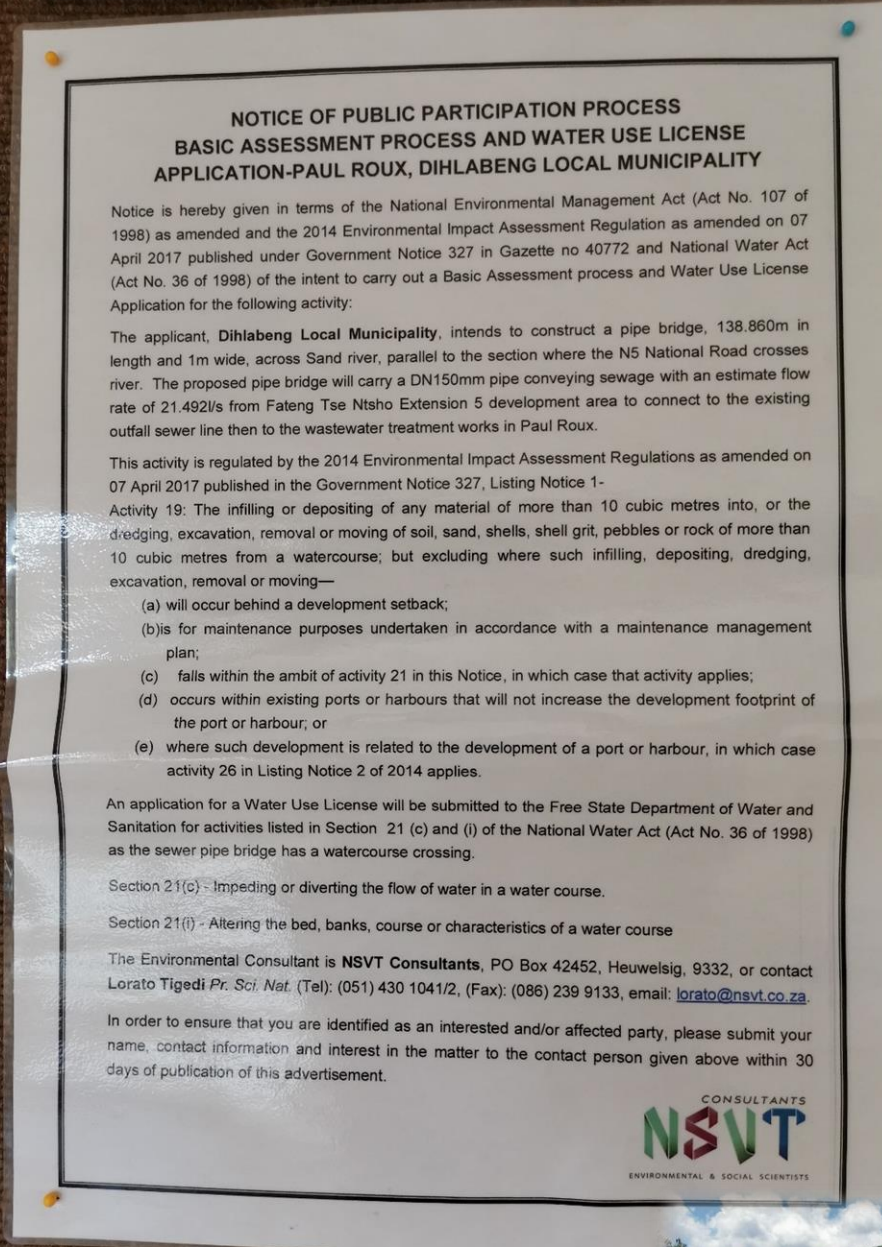 NOTICE OF PUBLIC PARTICIPATION PROCESS
BASIC ASSESSMENT PROCESS AND WATER USE LICENSE
APPLICATION-PAUL ROUX, DIHLABENG LOCAL MUNICIPALITY
Notice is hereby given in terms of the National Environmental Management Act (Act No. 107 of
1998) as amended and the 2014 Environmental Impact Assessment Regulation as amended on 07
April 2017 published under Government Notice 327 in Gazette no 40772 and National Water Act
(Act No. 36 of 1998) of the intent to carry out a Basic Assessment process and Water Use License
Application for the following activity:
The applicant, Dihlabeng Local Municipality, intends to construct a pipe bridge, 138.860m in
length and 1m wide, across Sand river, parallel to the section where the N5 National Road crosses
river. The proposed pipe bridge will carry a DN150mm pipe conveying sewage with an estimate flow
rate of 21.492l/s from Fateng Tse Ntsho Extension 5 development area to connect to the existing
outfall sewer line then to the wastewater treatment works in Paul Roux.
This activity is regulated by the 2014 Environmental Impact Assessment Regulations as amended on
07 April 2017 published in the Government Notice 327, Listing Notice 1-
Activity 19: The infilling or depositing of any material of more than 10 cubic metres into, or the
dredging, excavation, removal or moving of soil, sand, shells, shell grit, pebbles or rock of more than
10 cubic metres from a watercourse; but excluding where such infilling, depositing, dredging,
excavation, removal or moving—
(a) will occur behind a development setback;
(b)is for maintenance purposes undertaken in accordance with a maintenance management
plan;
(c) falls within the ambit of activity 21 in this Notice, in which case that activity applies;
(d) occurs within existing ports or harbours that will not increase the development footprint of
the port or harbour; or
(e) where such development is related to the development of a port or harbour, in which case
activity 26 in Listing Notice 2 of 2014 applies.
An application for a Water Use License will be submitted to the Free State Department of Water and
Sanitation for activities listed in Section 21 (c) and (i) of the National Water Act (Act No. 36 of 1998)
as the sewer pipe bridge has a watercourse crossing.
Section 21(c) - Impeding or diverting the flow of water in a water course.
Section 21(i) - Altering the bed, banks, course or characteristics of a water course
The Environmental Consultant is NSVT Consultants, PO Box 42452, Heuwelsig, 9332, or contact
Lorato Tigedi Pr. Sci. Nat. (Tel): (051) 430 1041/2, (Fax): (086) 239 9133, email: lorato@nsvt.co.za.
In order to ensure that you are identified as an interested and/or affected party, please submit your
name, contact information and interest in the matter to the contact person given above within 30
days of publication of this advertisement.
CONSULTANTS
NSVT
ENVIRONMENTAL & SOCIAL SCIENTISTS